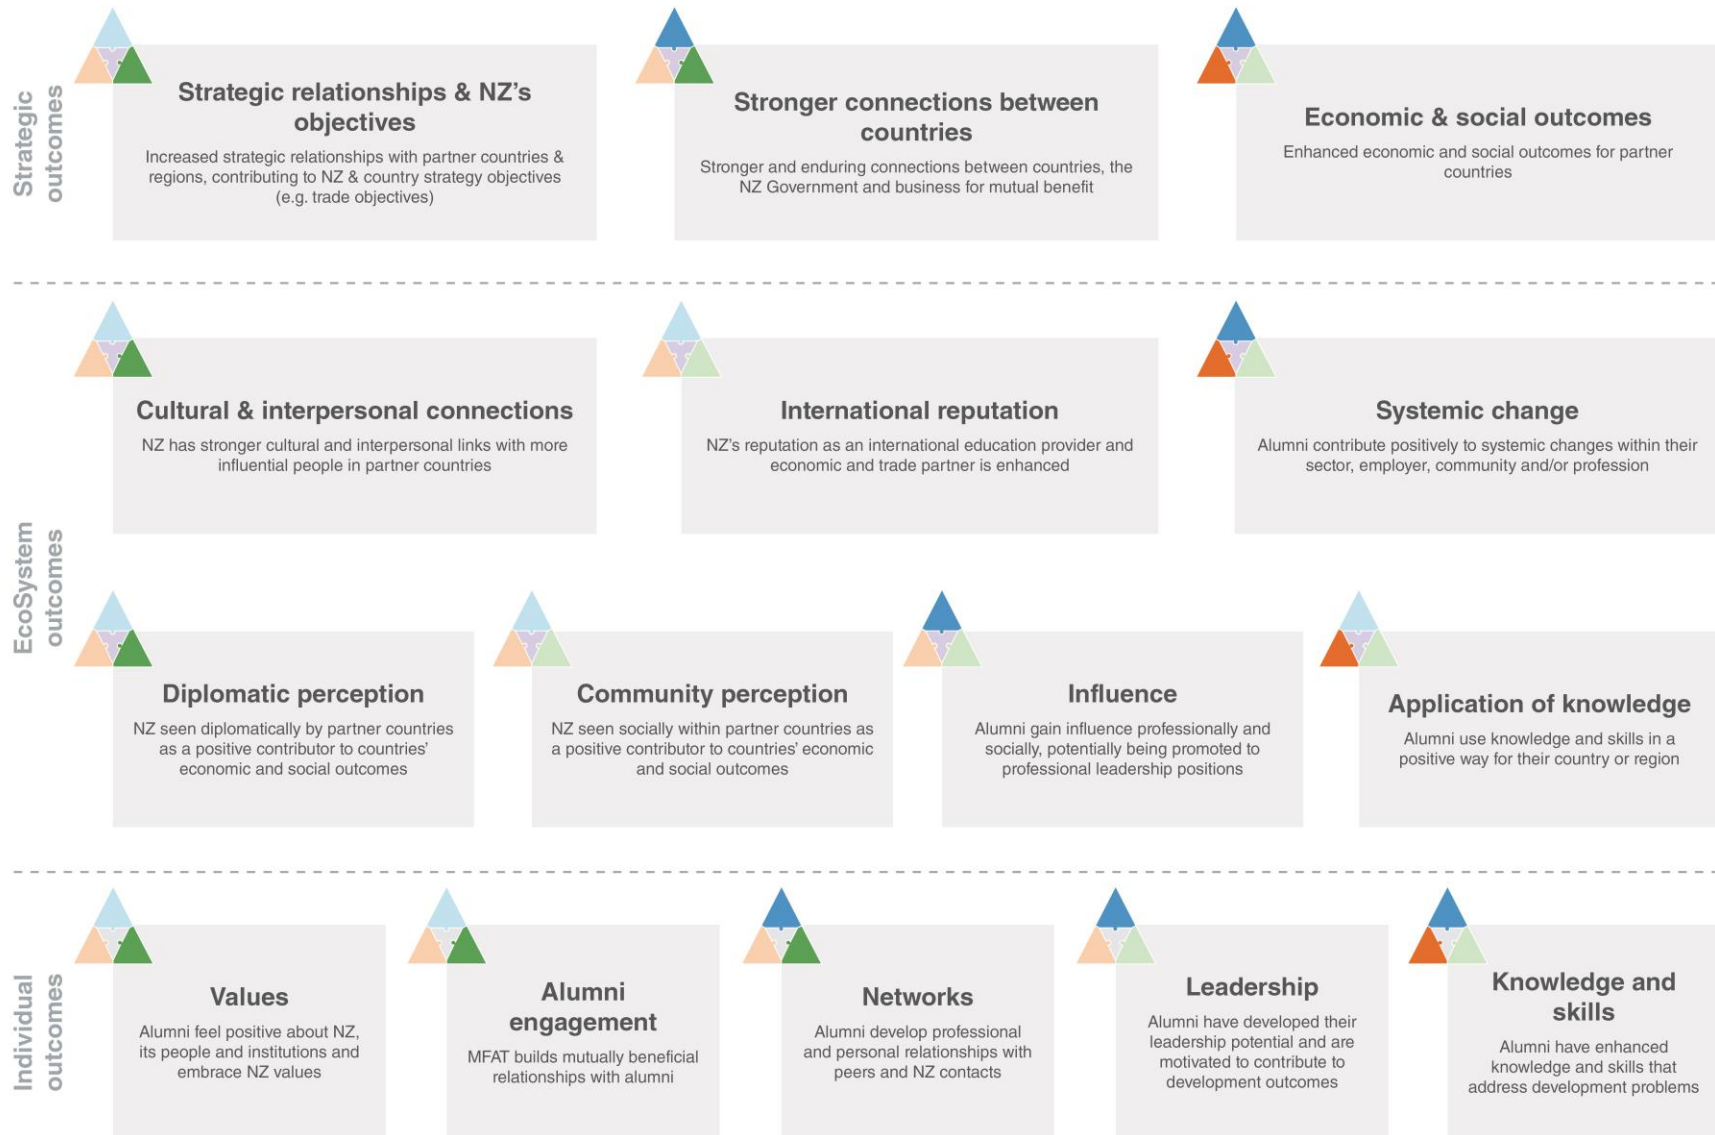 Strategic
outcomes
Strategic relationships & NZ's
objectives
Increased strategic relationships with partner countries &
regions, contributing to NZ & country strategy objectives
(e.g. trade objectives)
Stronger connections between
countries
Stronger and enduring connections between countries, the
NZ Government and business for mutual benefit
Economic & social outcomes
Enhanced economic and social outcomes for partner
countries
EcoSystem
outcomes
Cultural & interpersonal connections
NZ has stronger cultural and interpersonal links with more
influential people in partner countries
International reputation
NZ's reputation as an international education provider and
economic and trade partner is enhanced
Systemic change
Alumni contribute positively to systemic changes within their
sector, employer, community and/or profession
Diplomatic perception
NZ seen diplomatically by partner countries
as a positive contributor to countries'
economic and social outcomes
Community perception
NZ seen socially within partner countries as
a positive contributor to countries' economic
and social outcomes
Influence
Alumni gain influence professionally and
socially, potentially being promoted to
professional leadership positions
Application of knowledge
Alumni use knowledge and skills in a
positive way for their country or region
Individual
outcomes
Values
Alumni feel positive about NZ,
its people and institutions and
embrace NZ values
Alumni
engagement
MFAT builds mutually beneficial
relationships with alumni
Networks
Alumni develop professional
and personal relationships with
peers and NZ contacts
Leadership
Alumni have developed their
leadership potential and are
motivated to contribute to
development outcomes
Knowledge and
skills
Alumni have enhanced
knowledge and skills that
address development problems